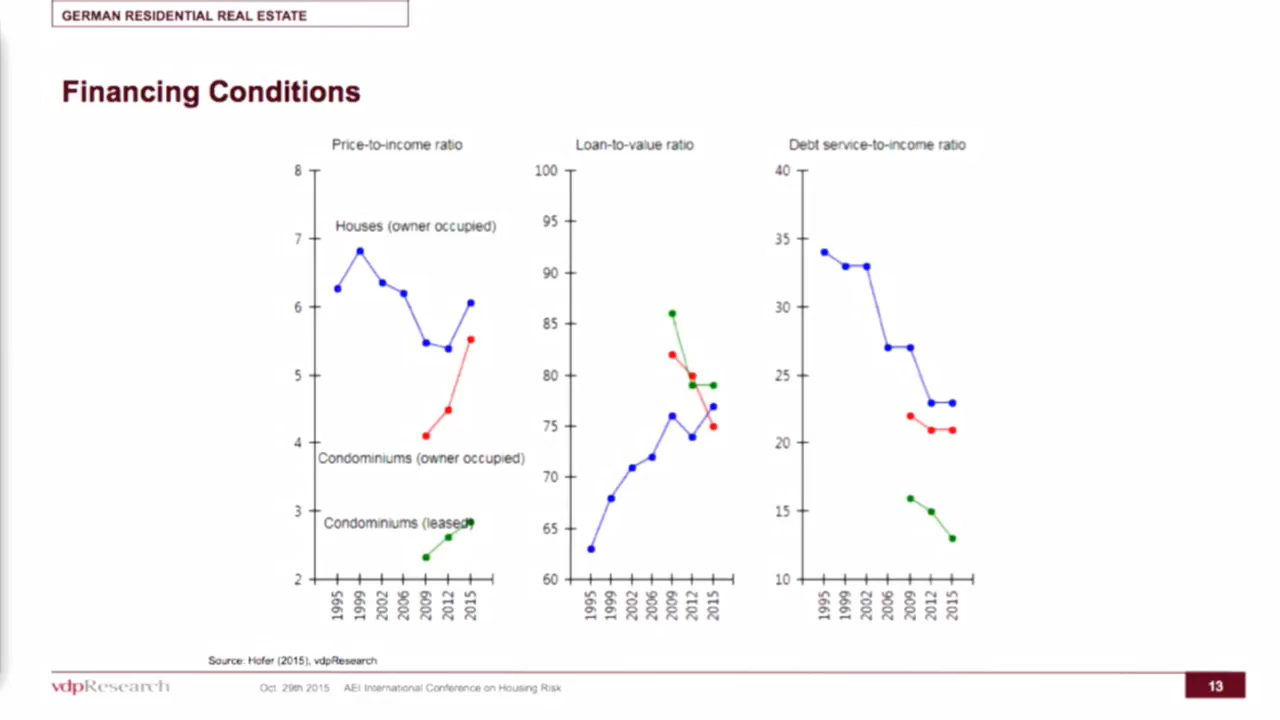 GERMAN RESIDENTIAL REAL ESTATE
Financing Conditions
Price-to-income ratio
8
7
6
5
4
3
2
Houses (owner occupied)
Condominiums (owner occupied)
Condominiums (leased)
1995 1999 2002 2006 2009 2012 2015
Loan-to-value ratio
100
95
90
85
80
75
70
65
60
1995 1999 2002 2006 2009 2012 2015
Debt service-to-income ratio
40
35
30
25
20
15
10
1995 1999 2002 2006 2009 2012 2015
Source: Hofer (2015), vdpResearch
vdpResearch
Oct. 29th 2015 AEI International Conference on Housing Risk
13